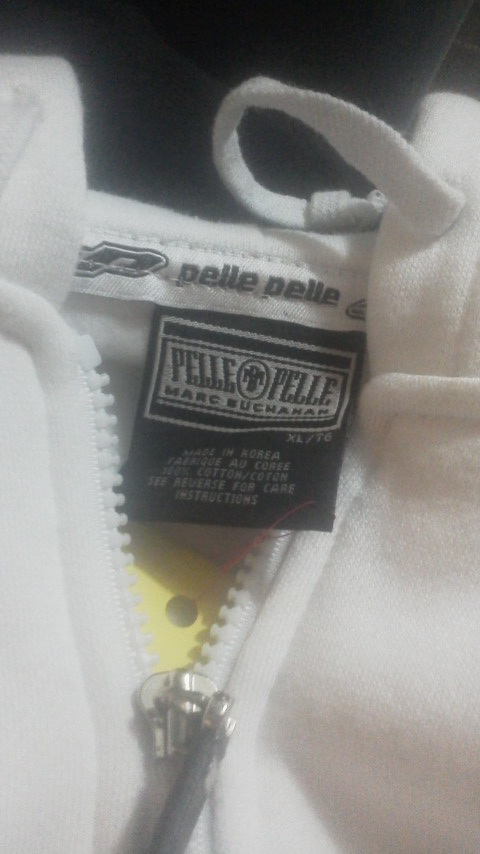 pelle pelle
PELLE PELLE
MARC BUCHANAN
XL/TG
MADE IN KOREA
FABRIQUE AU COREE
100% COTTON/COTON
SEE REVERSE FOR CARE
INSTRUCTIONS